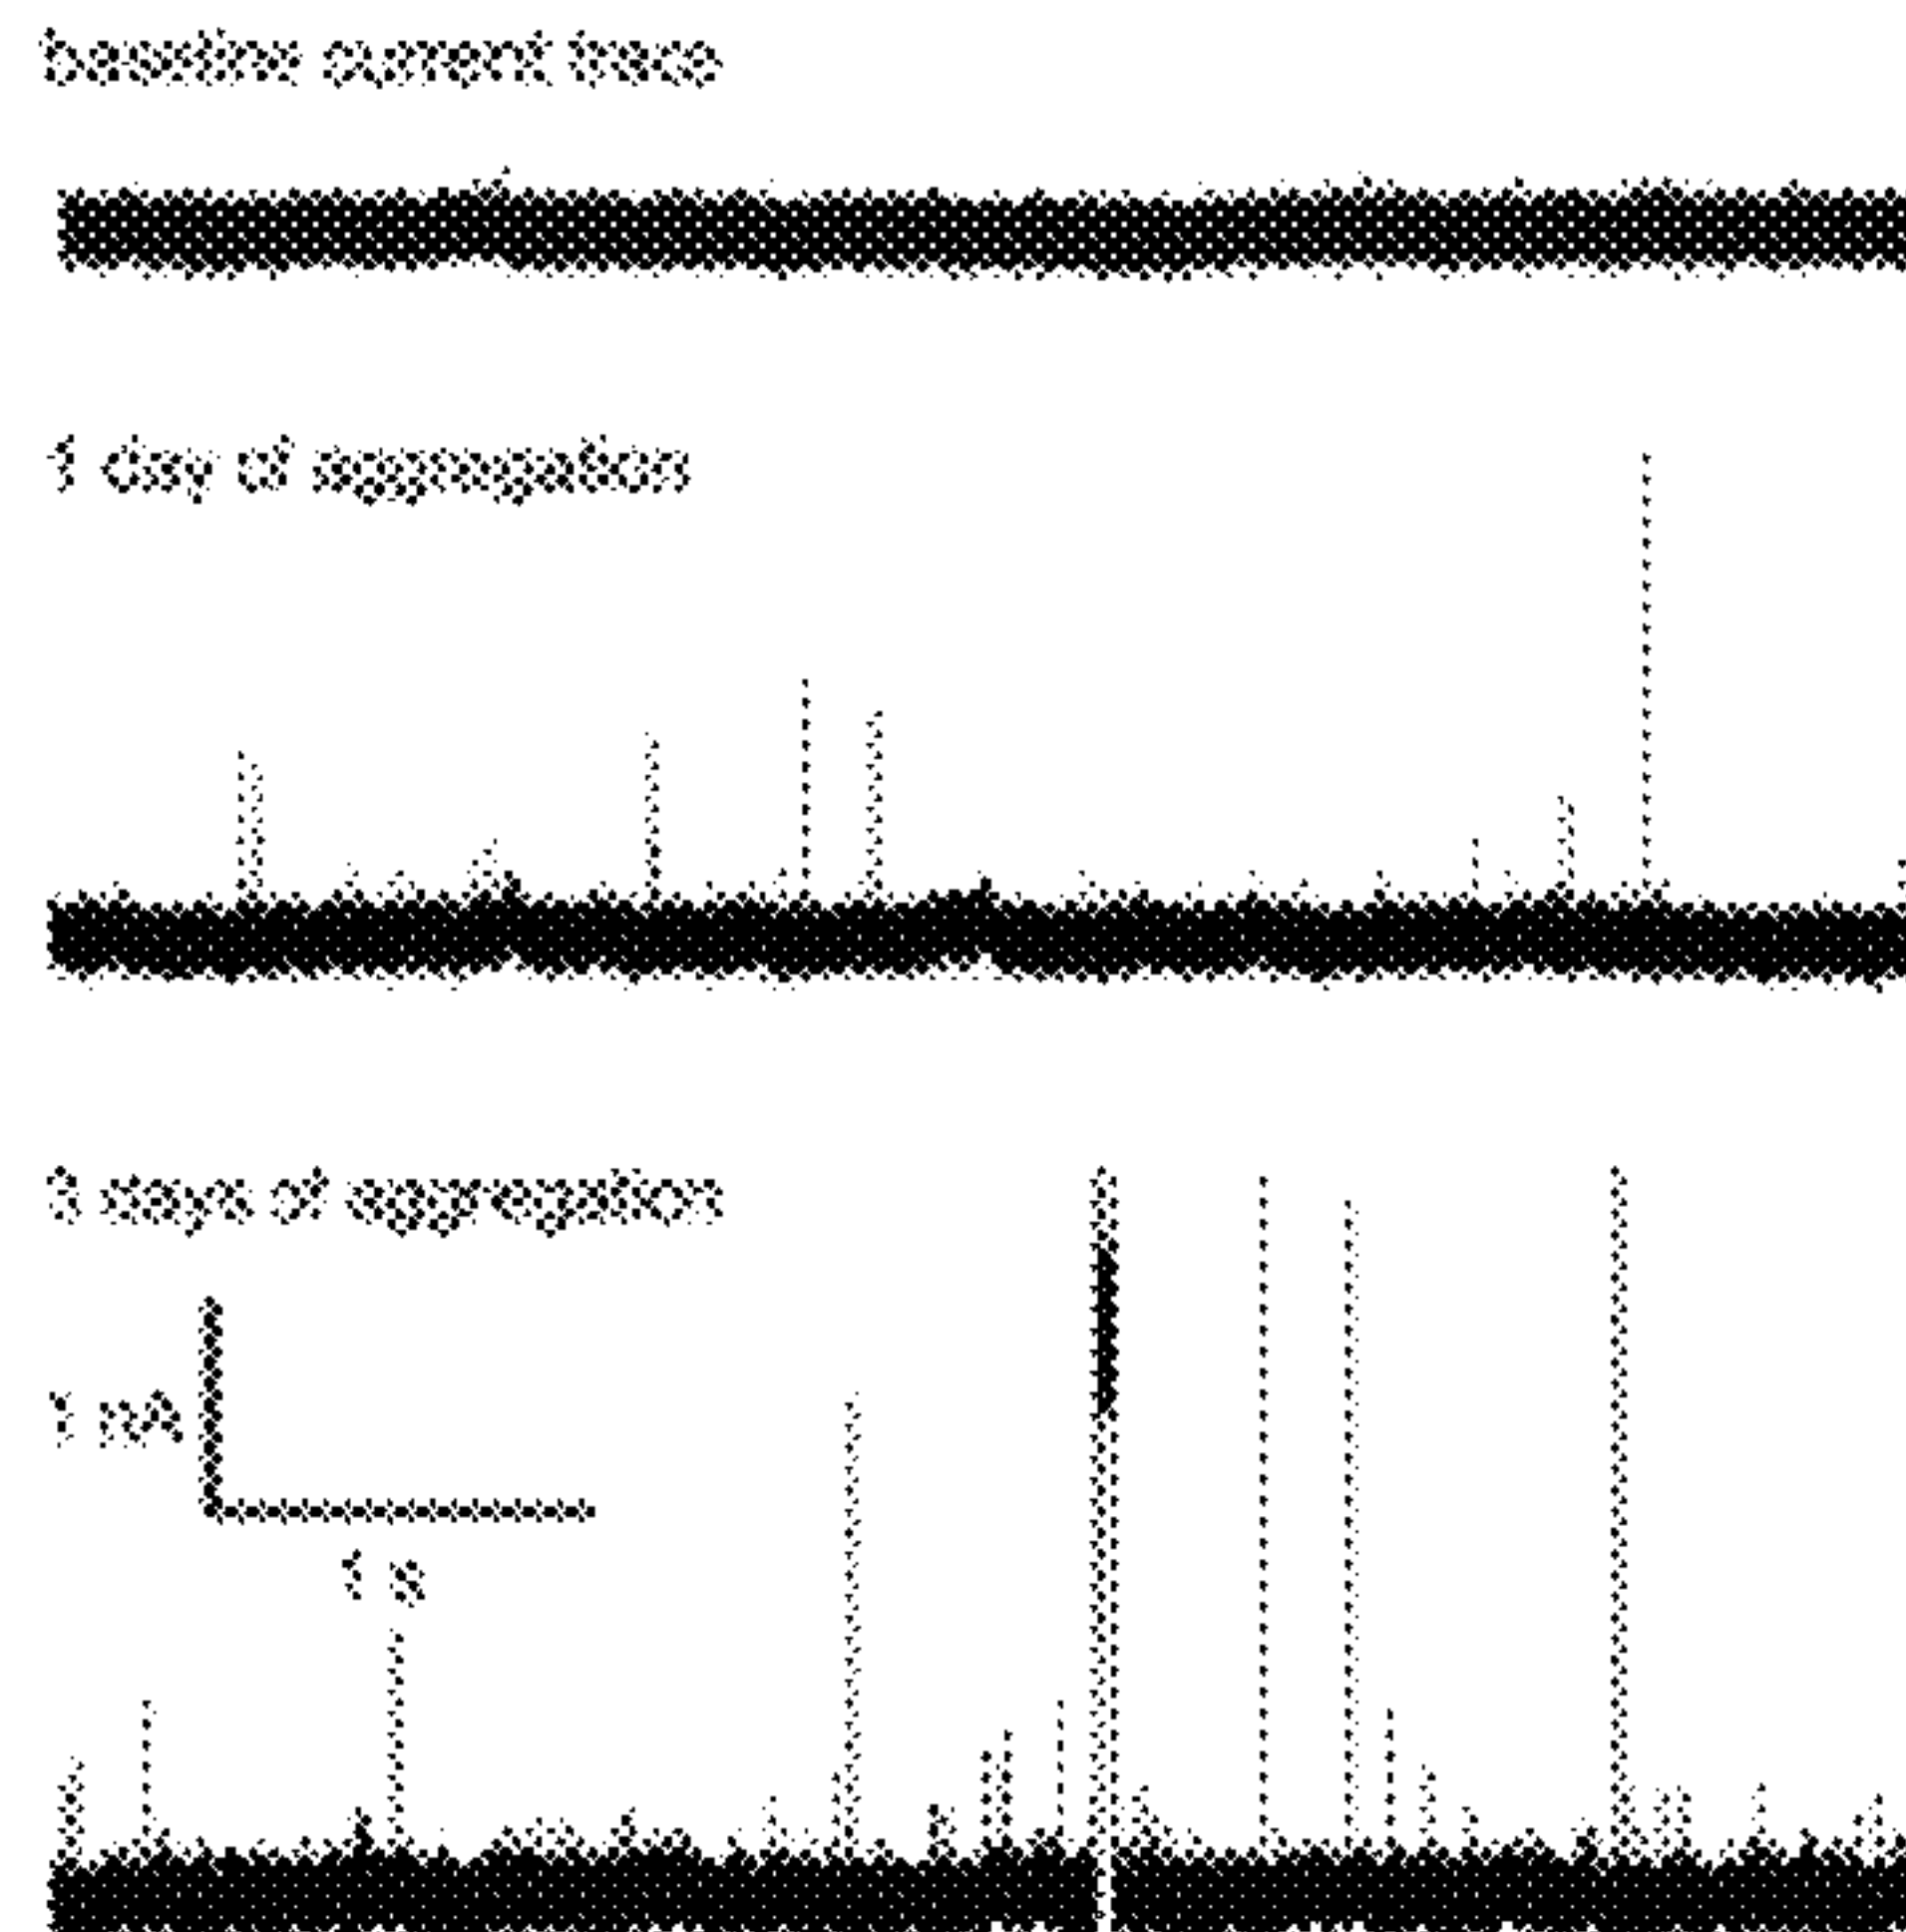 baseline current trace
1 day of aggregation
3 days of aggregation
1 nA
1 s